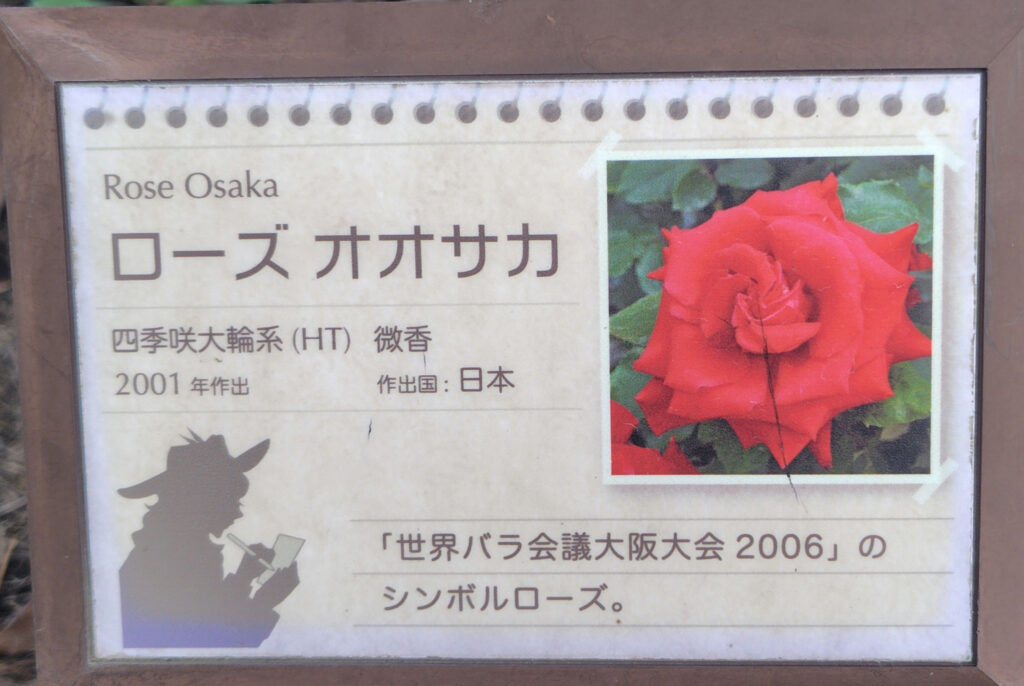 Rose Osaka
ローズ オオサカ
四季咲大輪系 (HT) 微香
2001 年作出 作出国 : 日本
「世界バラ会議大阪大会 2006」の
シンボルローズ。